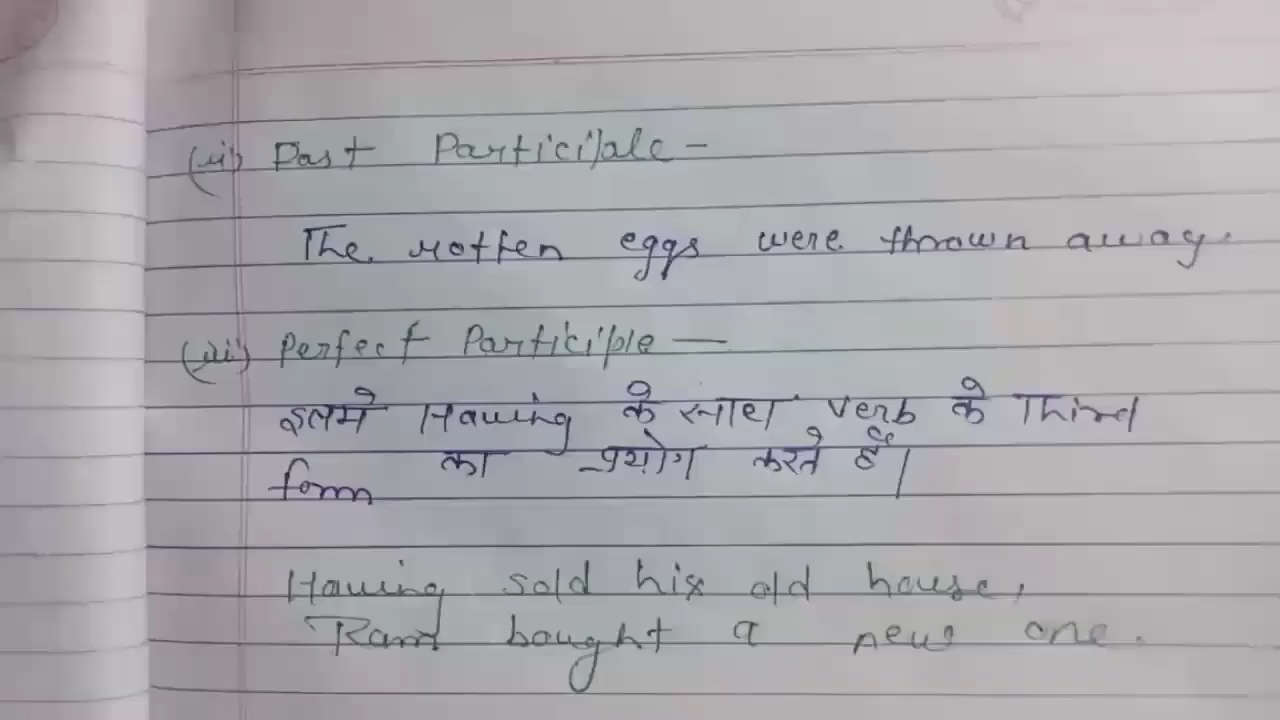 (ii) Past Participale -
The rotten eggs were thrown away.
(iii) Perfect Participle —
इसमे Having के साथ verb के Third
form का प्रयोग करते हैं।
Having sold his old house,
Ram bought a new one.